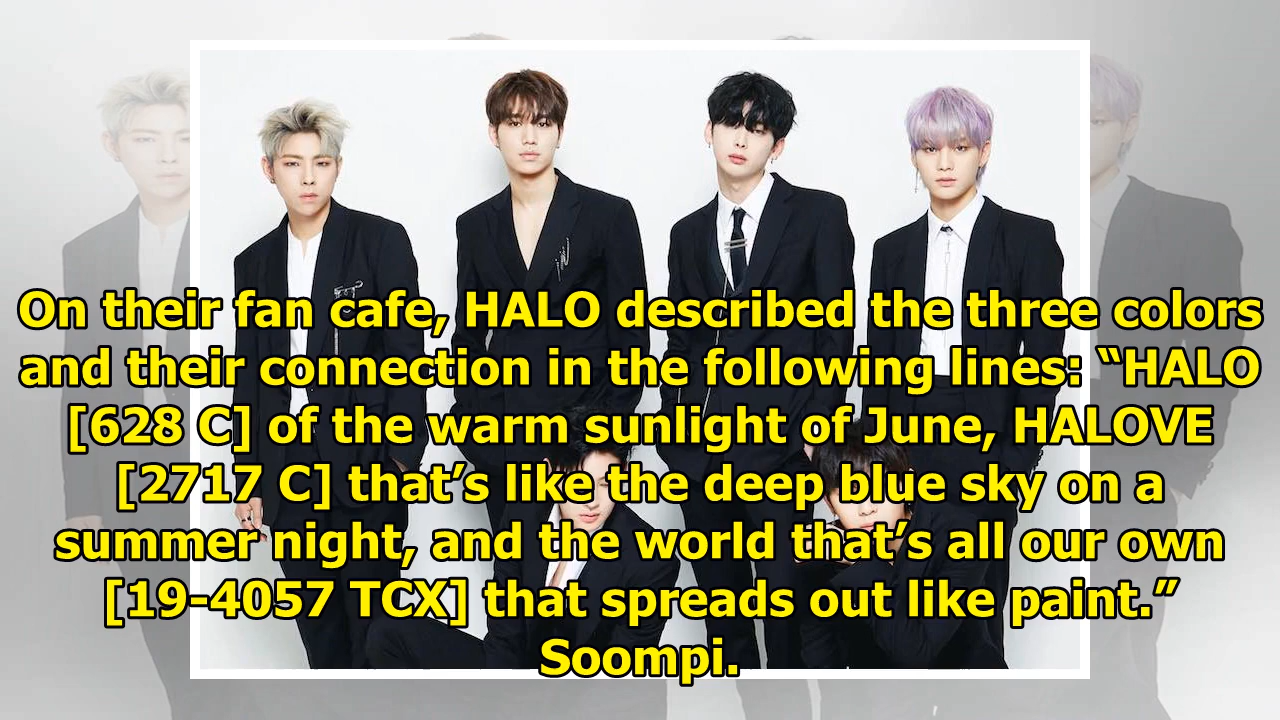 On their fan cafe, HALO described the three colors
and their connection in the following lines: “HALO
[628 C] of the warm sunlight of June, HALOVE
[2717 C] that’s like the deep blue sky on a
summer night, and the world that’s all our own
[19-4057 TCX] that spreads out like paint.”
Soompi.